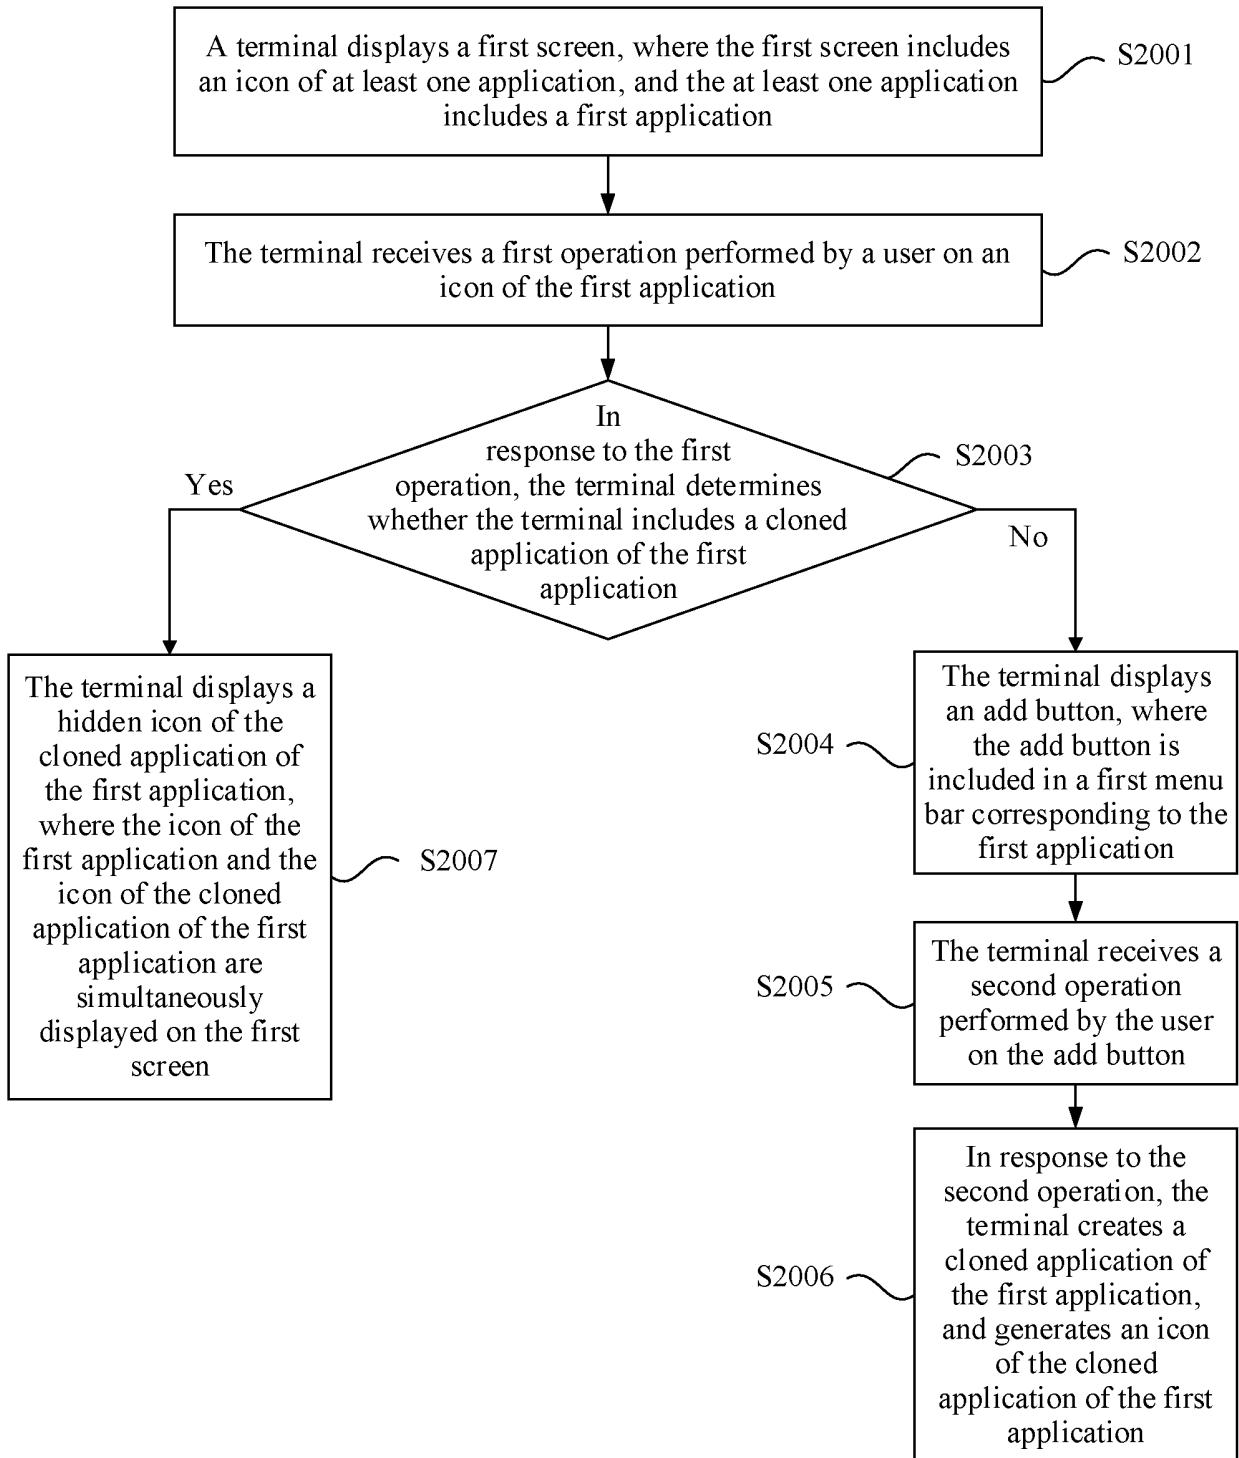 A terminal displays a first screen, where the first screen includes
an icon of at least one application, and the at least one application
includes a first application
S2001
The terminal receives a first operation performed by a user on an
icon of the first application
S2002
In
response to the first
operation, the terminal determines
whether the terminal includes a cloned
application of the first
application
S2003
Yes
No
The terminal displays a
hidden icon of the
cloned application of
the first application,
where the icon of the
first application and the
icon of the cloned
application of the first
application are
simultaneously
displayed on the first
screen
S2007
The terminal displays
an add button, where
the add button is
included in a first menu
bar corresponding to the
first application
S2004
The terminal receives a
second operation
performed by the user
on the add button
S2005
In response to the
second operation, the
terminal creates a
cloned application of
the first application,
and generates an icon
of the cloned
application of the first
application
S2006